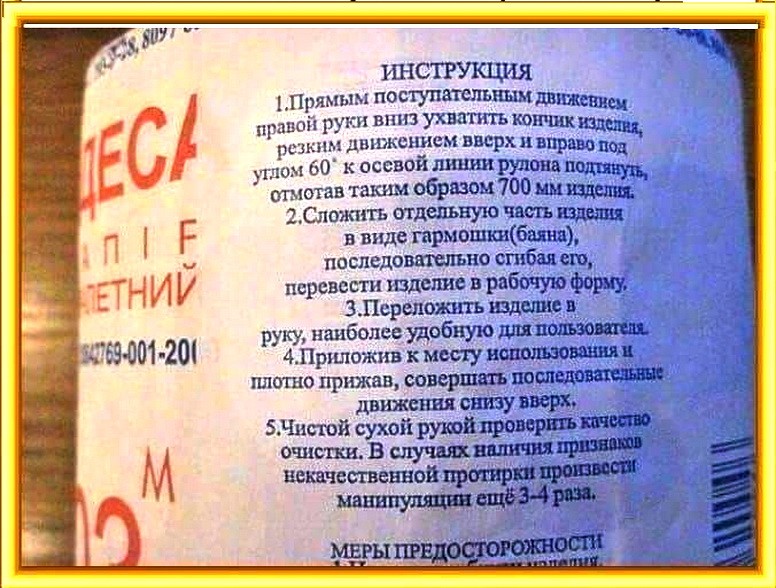 ДЕСА
АПІР
ЛЕТНИЙ
42769-001-200
М
ИНСТРУКЦИЯ
1.Прямым поступательным движением
правой руки вниз ухватить кончик изделия,
резким движением вверх и вправо под
углом 60° к осевой линии рулона подтянуть,
отмотав таким образом 700 мм изделия.
2.Сложить отдельную часть изделия
в виде гармошки(баяна),
последовательно сгибая его,
перевести изделие в рабочую форму.
3.Переложить изделие в
руку, наиболее удобную для пользователя.
4.Приложив к месту использования и
плотно прижав, совершать последовательные
движения снизу вверх.
5.Чистой сухой рукой проверить качество
очистки. В случаях наличия признаков
некачественной протирки произвести
манипуляции ещё 3-4 раза.
МЕРЫ ПРЕДОСТОРОЖНОСТИ